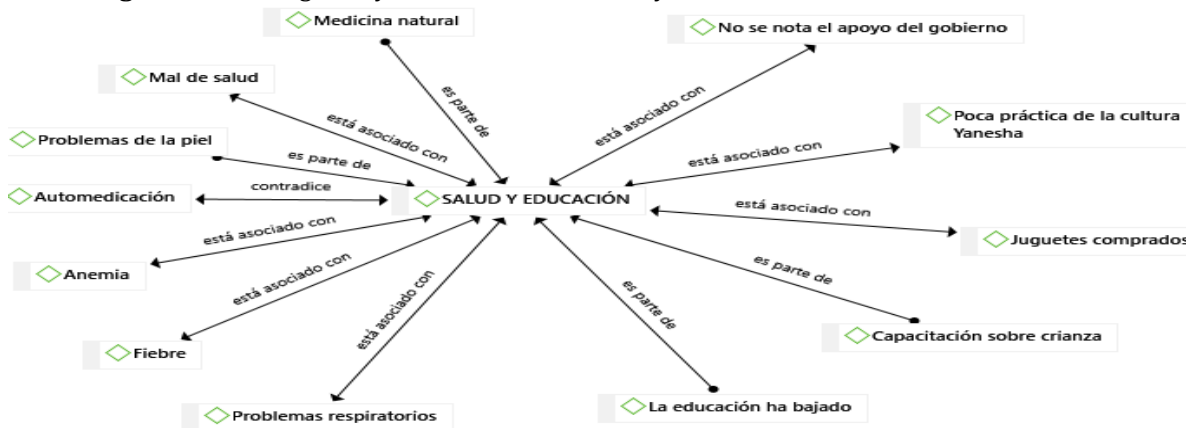 Medicina natural
No se nota el apoyo del gobierno
Mal de salud
es parte de
está asociado con
está asociado con
Poca práctica de la cultura
Yanesha
Problemas de la piel
es parte de
está asociado con
Automedicación
contradice
SALUD Y EDUCACIÓN
está asociado con
Juguetes comprados
está asociado con
Anemia
está asociado con
está asociado con
es parte de
es parte de
Capacitación sobre crianza
Fiebre
Problemas respiratorios
La educación ha bajado